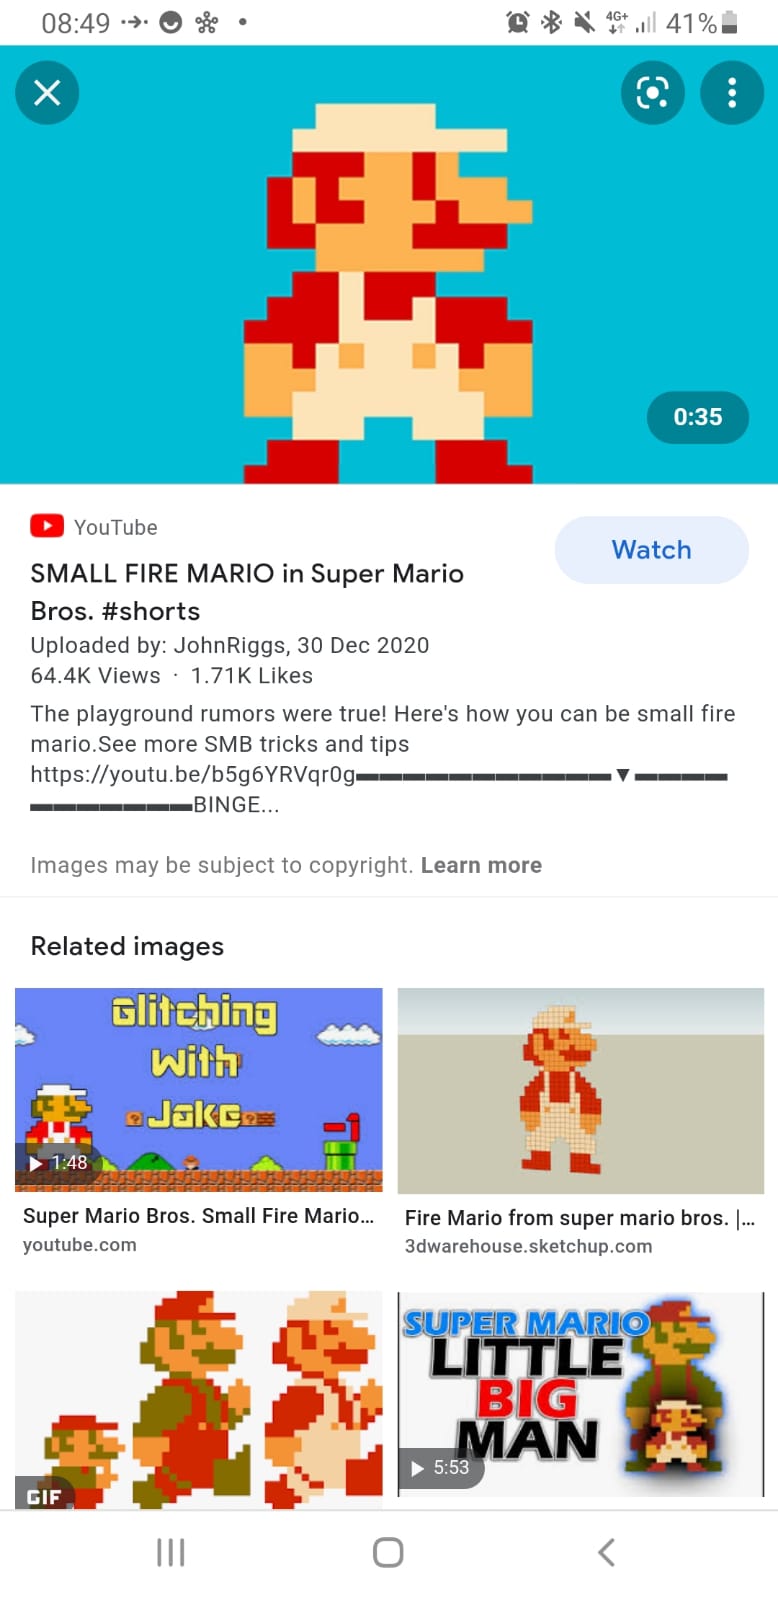 08:49
4G+
41%
0:35
YouTube
Watch
SMALL FIRE MARIO in Super Mario
Bros. #shorts
Uploaded by: JohnRiggs, 30 Dec 2020
64.4K Views · 1.71K Likes
The playground rumors were true! Here's how you can be small fire
mario.See more SMB tricks and tips
https://youtu.be/b5g6YRVqr0g▬▬▬▬▬▬▬▬▬▬▬▼▬▬▬▬
▬▬▬▬▬▬▬BINGE...
Images may be subject to copyright. Learn more
Related images
Glitching
With
Jake
-1
1:48
Super Mario Bros. Small Fire Mario...
youtube.com
Fire Mario from super mario bros. |...
3dwarehouse.sketchup.com
GIF
SUPER MARIO
LITTLE
BIG
MAN
5:53